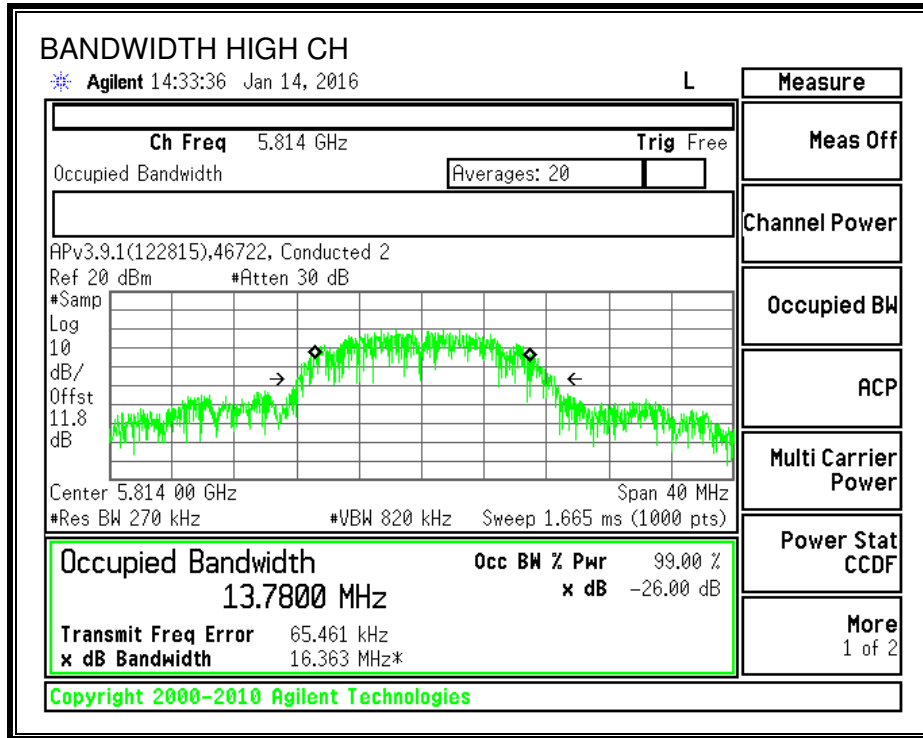 BANDWIDTH HIGH CH
Agilent 14:33:36 Jan 14, 2016 L
Measure
Ch Freq 5.814 GHz Trig Free
Meas Off
Occupied Bandwidth Averages: 20
Channel Power
APv3.9.1(122815),46722, Conducted 2
Ref 20 dBm #Atten 30 dB
#Samp
Log
10
dB/
Offst
11.8
dB
Occupied BW
ACP
Multi Carrier
Power
Center 5.814 00 GHz Span 40 MHz
#Res BW 270 kHz #VBW 820 kHz Sweep 1.665 ms (1000 pts)
Power Stat
CCDF
Occupied Bandwidth Occ BW % Pwr 99.00 %
13.7800 MHz x dB -26.00 dB
Transmit Freq Error 65.461 kHz
x dB Bandwidth 16.363 MHz*
More
1 of 2
Copyright 2000-2010 Agilent Technologies